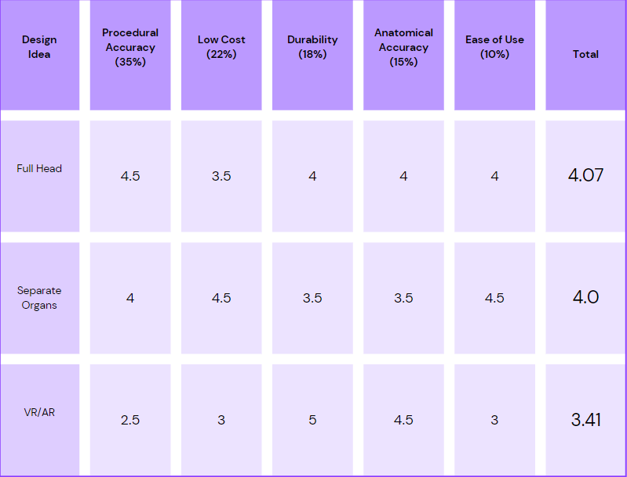 Design
Idea
Procedural
Accuracy
(35%)
Low Cost
(22%)
Durability
(18%)
Anatomical
Accuracy
(15%)
Ease of Use
(10%)
Total
Full Head
4.5
3.5
4
4
4
4.07
Separate
Organs
4
4.5
3.5
3.5
4.5
4.0
VR/AR
2.5
3
5
4.5
3
3.41